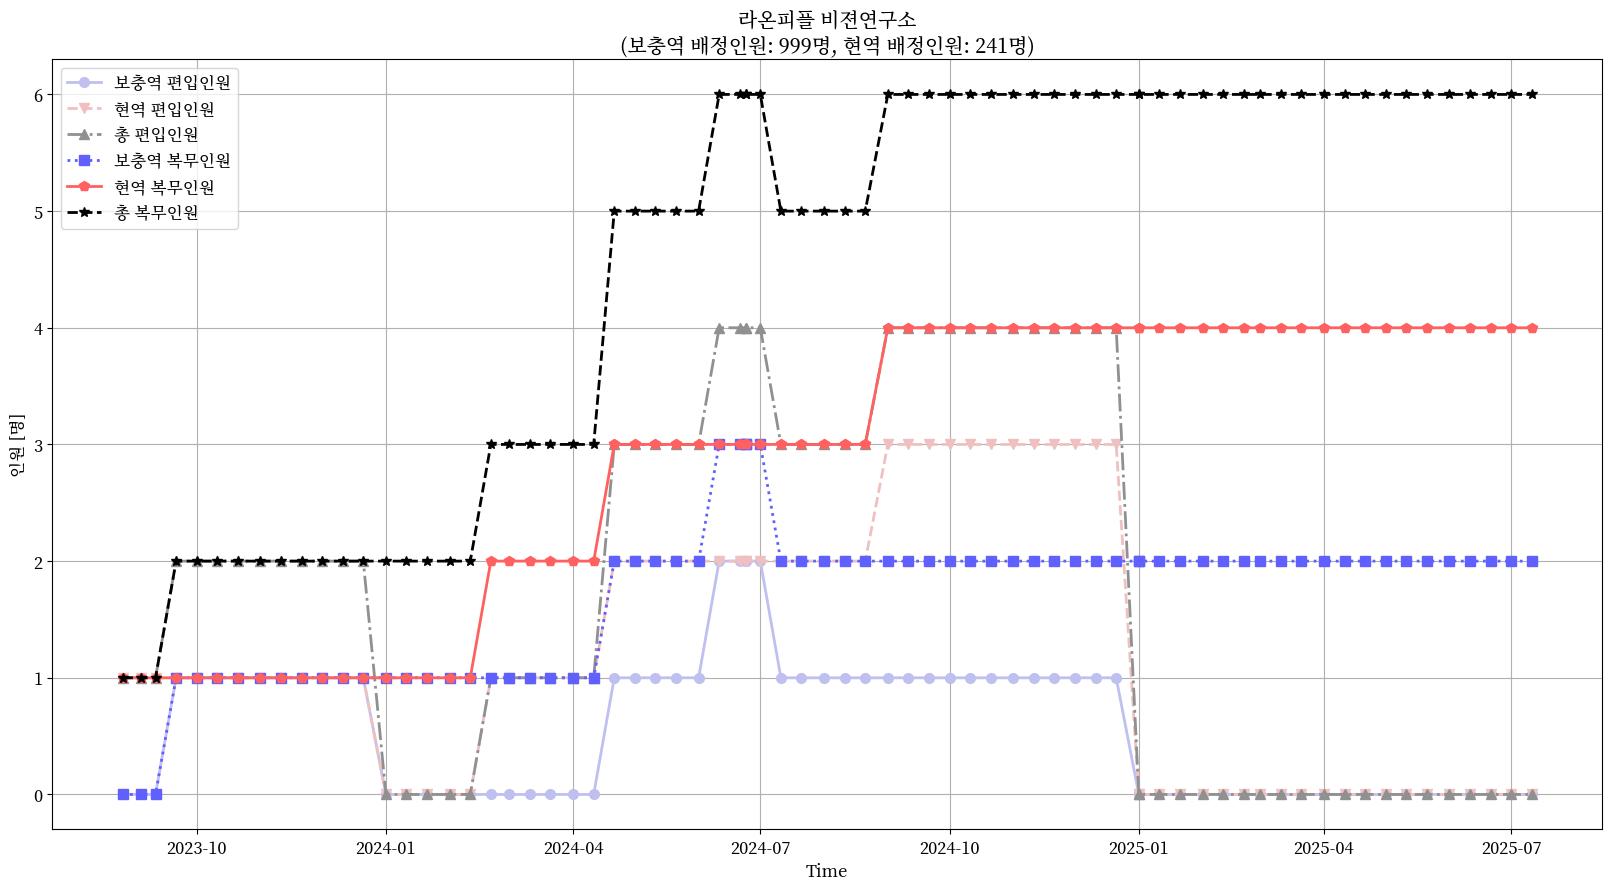 라온피플 비젼연구소
(보충역 배정인원: 999명, 현역 배정인원: 241명)
보충역 편입인원
현역 편입인원
총 편입인원
보충역 복무인원
현역 복무인원
총 복무인원
6
5
4
3
2
1
0
인원 [명]
2023-10
2024-01
2024-04
2024-07
2024-10
2025-01
2025-04
2025-07
Time